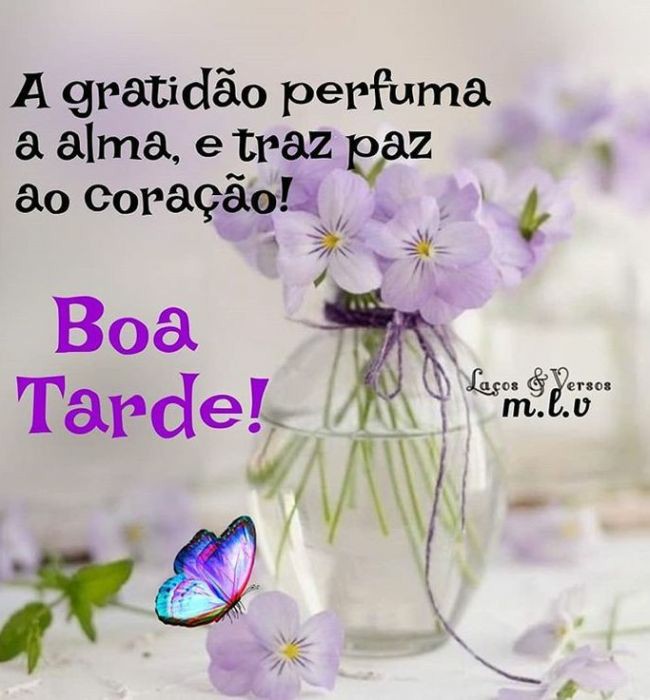 A gratidão perfuma
a alma, e traz paz
ao coração!
Boa
Tarde!
Laços & Versos
m.l.v